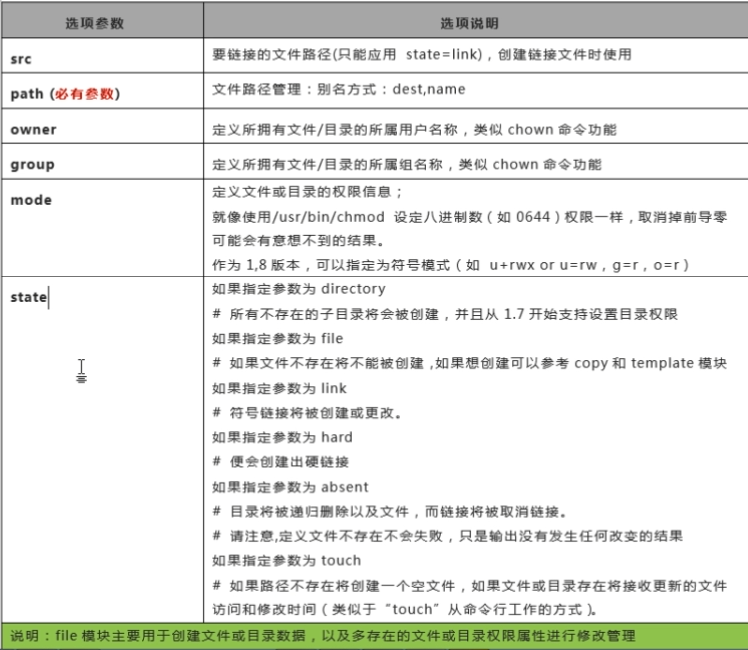 选项参数 选项说明
src 要链接的文件路径(只能应用 state=link)，创建链接文件时使用
path (必有参数) 文件路径管理：别名方式：dest,name
owner 定义所拥有文件/目录的所属用户名称，类似 chown 命令功能
group 定义所拥有文件/目录的所属组名称，类似 chown 命令功能
mode 定义文件或目录的权限信息；
就像使用/usr/bin/chmod 设定八进制数（如 0644）权限一样，取消掉前导零
可能会有意想不到的结果。
作为 1,8 版本，可以指定为符号模式（如 u+rwx or u=rw，g=r，o=r）
state 如果指定参数为 directory
# 所有不存在的子目录将会被创建，并且从 1.7 开始支持设置目录权限
如果指定参数为 file
# 如果文件不存在将不能被创建 ,如果想创建可以参考 copy 和 template 模块
如果指定参数为 link
# 符号链接将被创建或更改。
如果指定参数为 hard
# 便会创建出硬链接
如果指定参数为 absent
# 目录将被递归删除以及文件，而链接将被取消链接。
# 请注意,定义文件不存在不会失败，只是输出没有发生任何改变的结果
如果指定参数为 touch
# 如果路径不存在将创建一个空文件，如果文件或目录存在将接收更新的文件
访问和修改时间（类似于“touch”从命令行工作的方式）。
说明：file 模块主要用于创建文件或目录数据，以及多存在的文件或目录权限属性进行修改管理